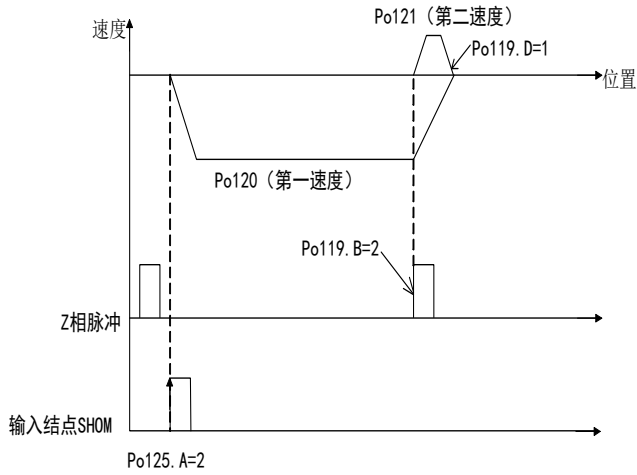 Po121（第二速度）
速度
Po119.D=1
位置
Po120（第一速度）
Po119.B=2
Z相脉冲
输入结点SHOM
Po125.A=2